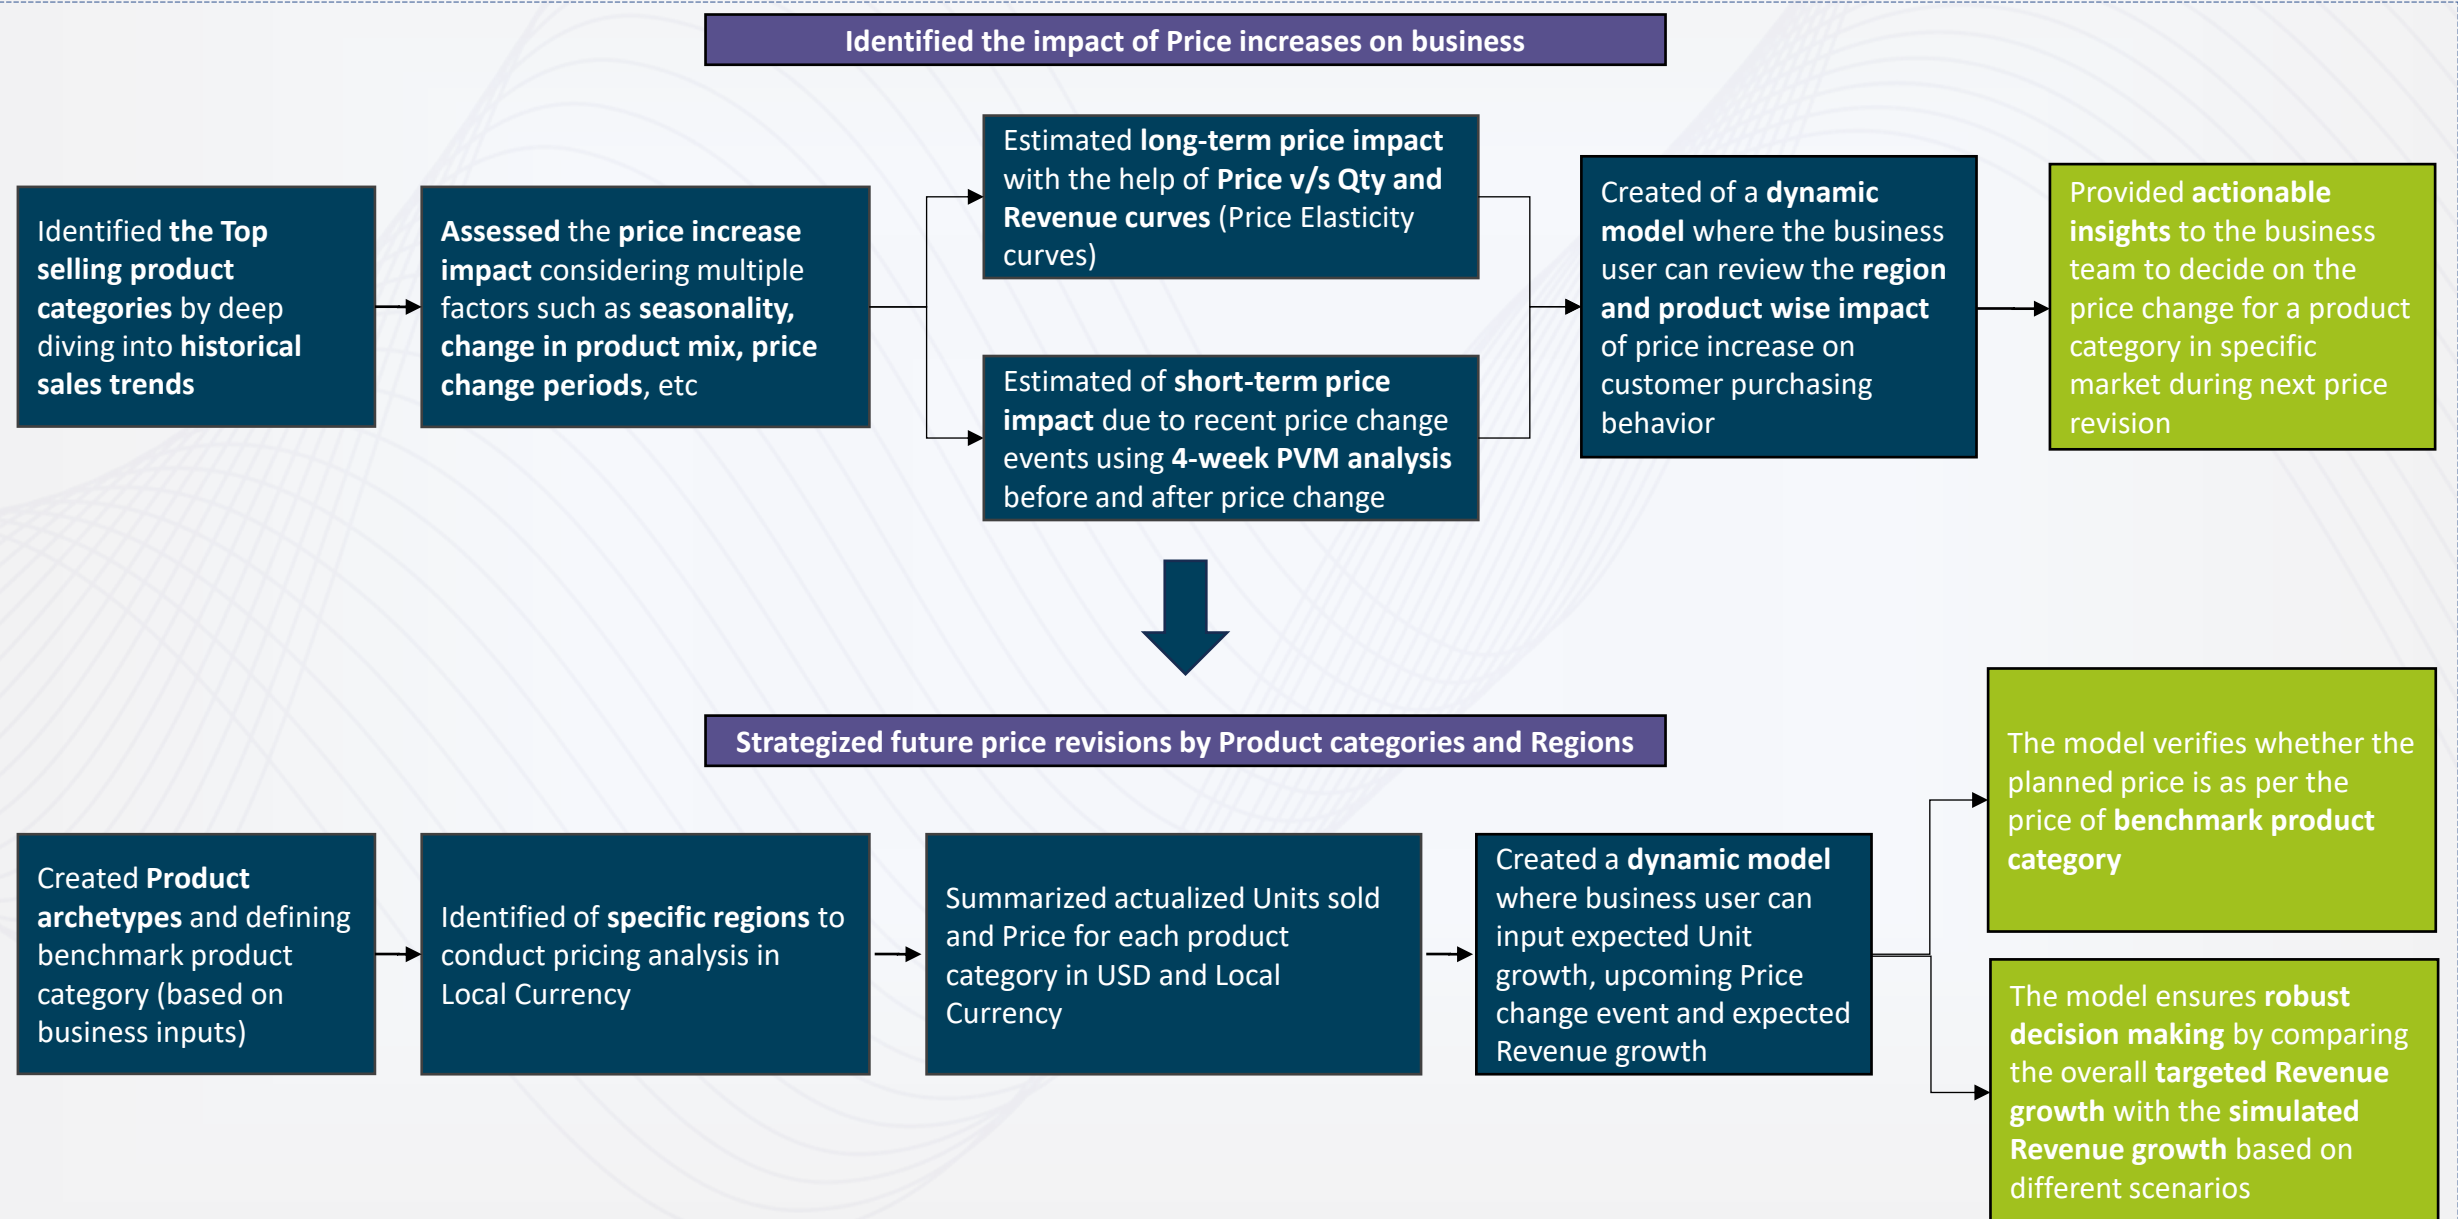 Identified the impact of Price increases on business
Identified the Top
selling product
categories by deep
diving into historical
sales trends
Assessed the price increase
impact considering multiple
factors such as seasonality,
change in product mix, price
change periods, etc
Estimated long-term price impact
with the help of Price v/s Qty and
Revenue curves (Price Elasticity
curves)
Estimated of short-term price
impact due to recent price change
events using 4-week PVM analysis
before and after price change
Created of a dynamic
model where the business
user can review the region
and product wise impact
of price increase on
customer purchasing
behavior
Provided actionable
insights to the business
team to decide on the
price change for a product
category in specific
market during next price
revision
Strategized future price revisions by Product categories and Regions
Created Product
archetypes and defining
benchmark product
category (based on
business inputs)
Identified of specific regions to
conduct pricing analysis in
Local Currency
Summarized actualized Units sold
and Price for each product
category in USD and Local
Currency
Created a dynamic model
where business user can
input expected Unit
growth, upcoming Price
change event and expected
Revenue growth
The model verifies whether the
planned price is as per the
price of benchmark product
category
The model ensures robust
decision making by comparing
the overall targeted Revenue
growth with the simulated
Revenue growth based on
different scenarios